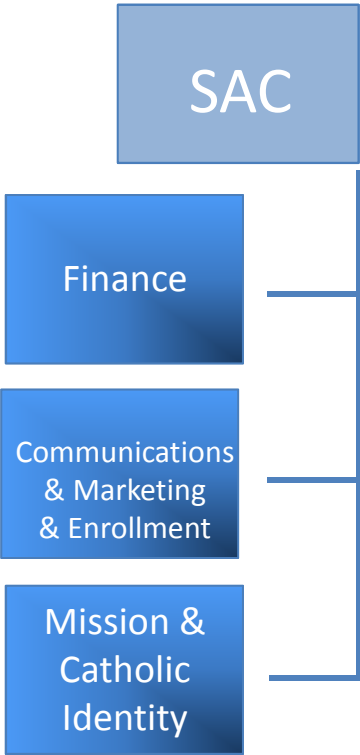 SAC
Finance
Communications
& Marketing
& Enrollment
Mission &
Catholic
Identity